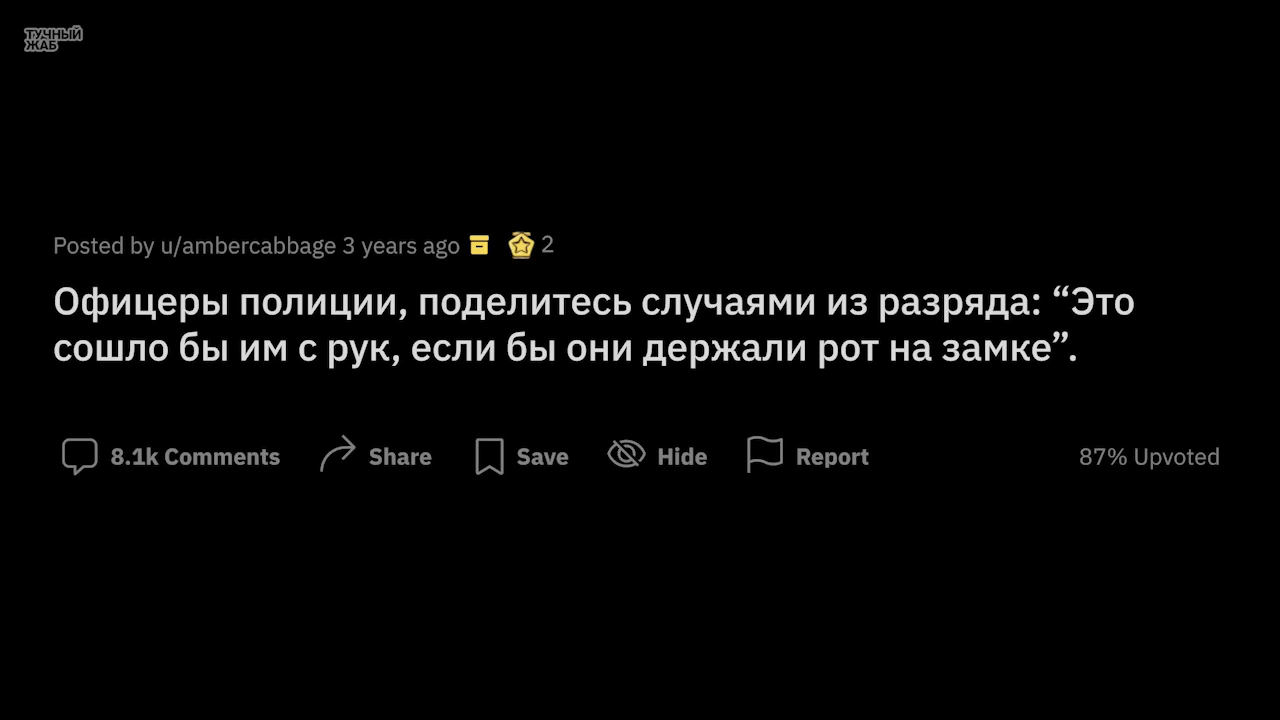 ТУЧНЫЙ
ЖАБ
Posted by u/ambercabbage 3 years ago 2
Офицеры полиции, поделитесь случаями из разряда: “Это
сошло бы им с рук, если бы они держали рот на замке”.
8.1k Comments Share Save Hide Report 87% Upvoted